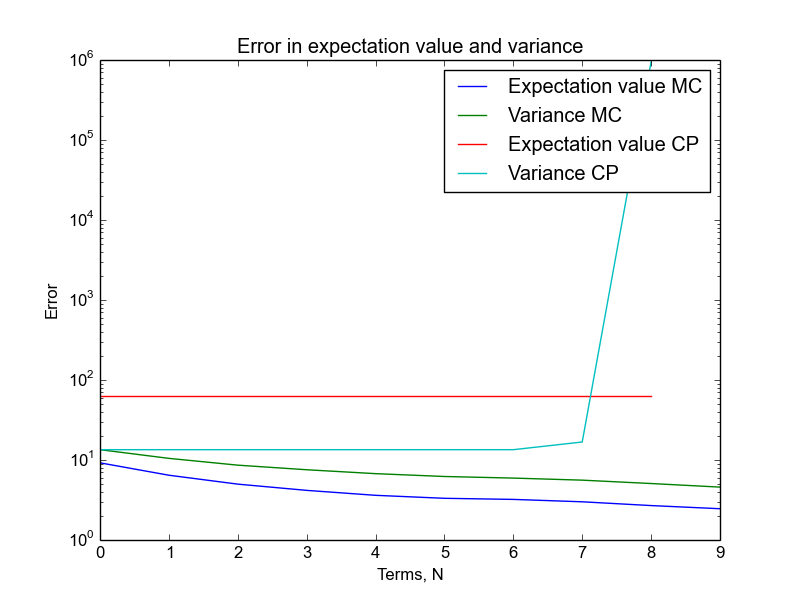 Error in expectation value and variance
10^6
10^5
10^4
10^3
10^2
10^1
10^0
Error
Expectation value MC
Variance MC
Expectation value CP
Variance CP
0 1 2 3 4 5 6 7 8 9
Terms, N